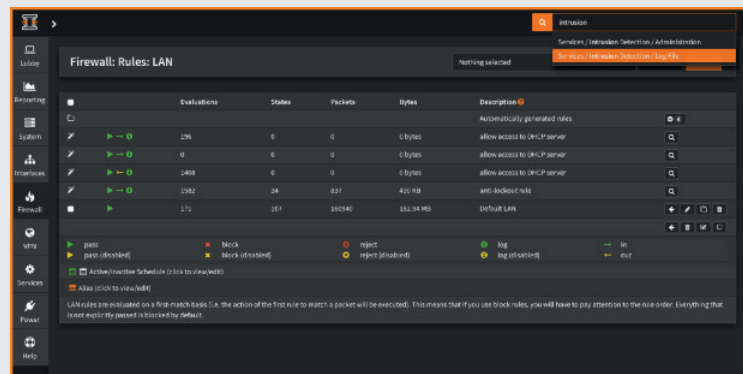 intrusion
Services / Intrusion Detection / Administration
Services / Intrusion Detection / Log File
Lobby
Reporting
System
Interfaces
Firewall
VPN
Services
Power
Help
Firewall: Rules: LAN
Nothing selected
Evaluations States Packets Bytes Description
Automatically generated rules
196 0 0 0 bytes allow access to DHCP server
0 0 0 0 bytes allow access to DHCP server
1408 0 0 0 bytes allow access to DHCP server
1582 24 837 430 KB anti-lockout rule
171 107 160940 162.94 MB Default LAN
pass block reject log in
pass (disabled) block (disabled) reject (disabled) log (disabled) out
Active/Inactive Schedule (click to view/edit)
Alias (click to view/edit)
LAN rules are evaluated on a first-match basis (i.e. the action of the first rule to match a packet will be executed). This means that if you use block rules, you will have to pay attention to the rule order. Everything that
is not explicitly passed is blocked by default.